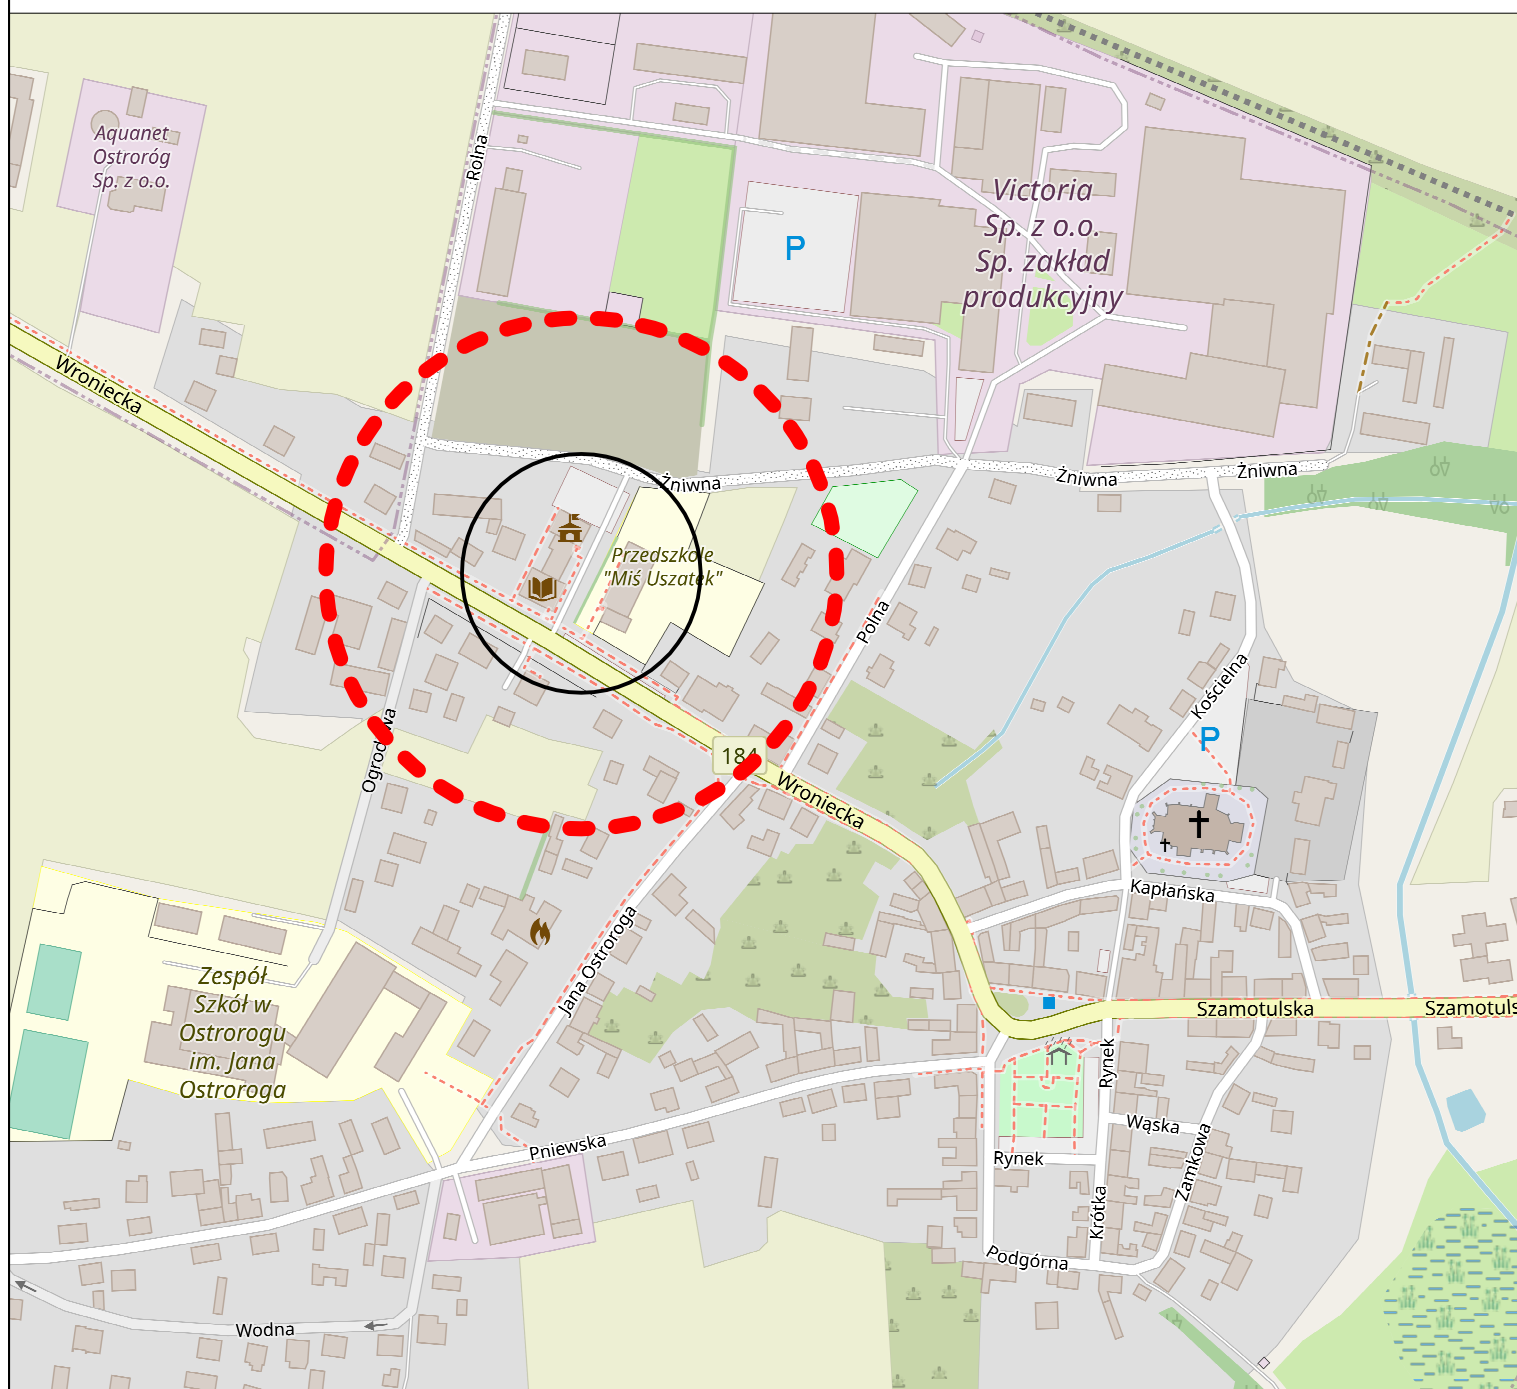 Aquanet
Ostroróg
Sp. z o.o.
Rolna
Victoria
Sp. z o.o.
Sp. zakład
produkcyjny
P
Wroniecka
Żniwna
Żniwna
Żniwna
Przedszkole
"Miś Uszatek"
Polna
Kościelna
P
Ogrodowa
184
Wroniecka
Kapłańska
Jana Ostroroga
Zespół
Szkół w
Ostrorogu
im. Jana
Ostroroga
Szamotulska
Szamotuls
Rynek
Wąska
Pniewska
Rynek
Zamkowa
Krótka
Podgórna
Wodna